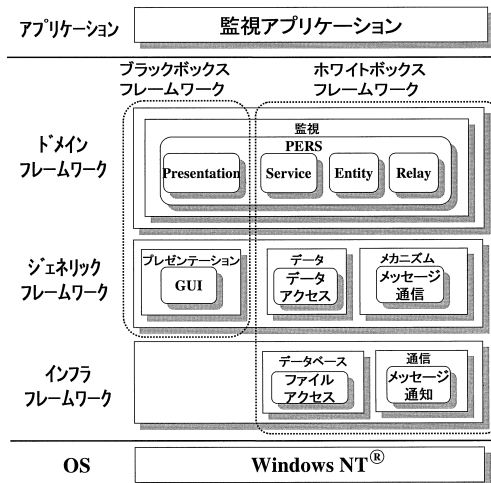 アプリケーション
監視アプリケーション
ブラックボックス
フレームワーク
ホワイトボックス
フレームワーク
ドメイン
フレームワーク
監視
PERS
Presentation
Service
Entity
Relay
ジェネリック
フレームワーク
プレゼンテーション
GUI
データ
データ
アクセス
メカニズム
メッセージ
通信
インフラ
フレームワーク
データベース
ファイル
アクセス
通信
メッセージ
通知
OS
Windows NT®